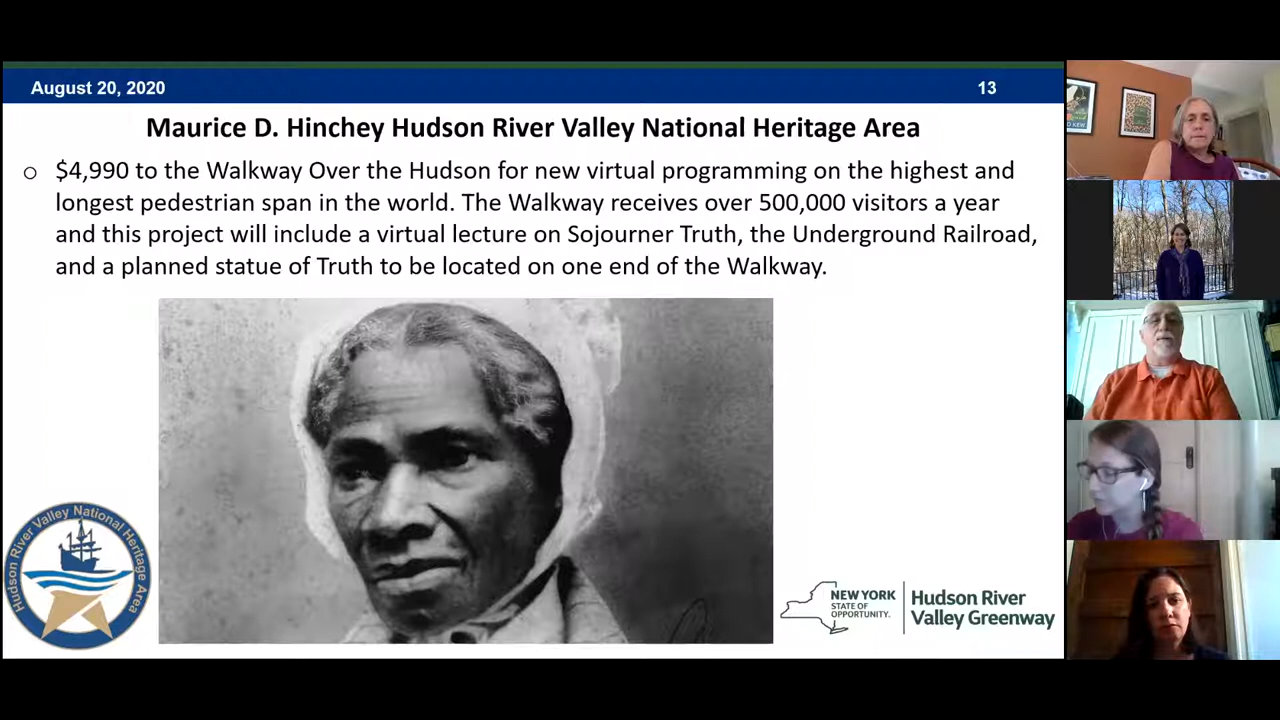 August 20, 2020 13
Maurice D. Hinchey Hudson River Valley National Heritage Area
○ $4,990 to the Walkway Over the Hudson for new virtual programming on the highest and
longest pedestrian span in the world. The Walkway receives over 500,000 visitors a year
and this project will include a virtual lecture on Sojourner Truth, the Underground Railroad,
and a planned statue of Truth to be located on one end of the Walkway.
Hudson River Valley National Heritage Area
NEW YORK
STATE OF
OPPORTUNITY.
Hudson River
Valley Greenway